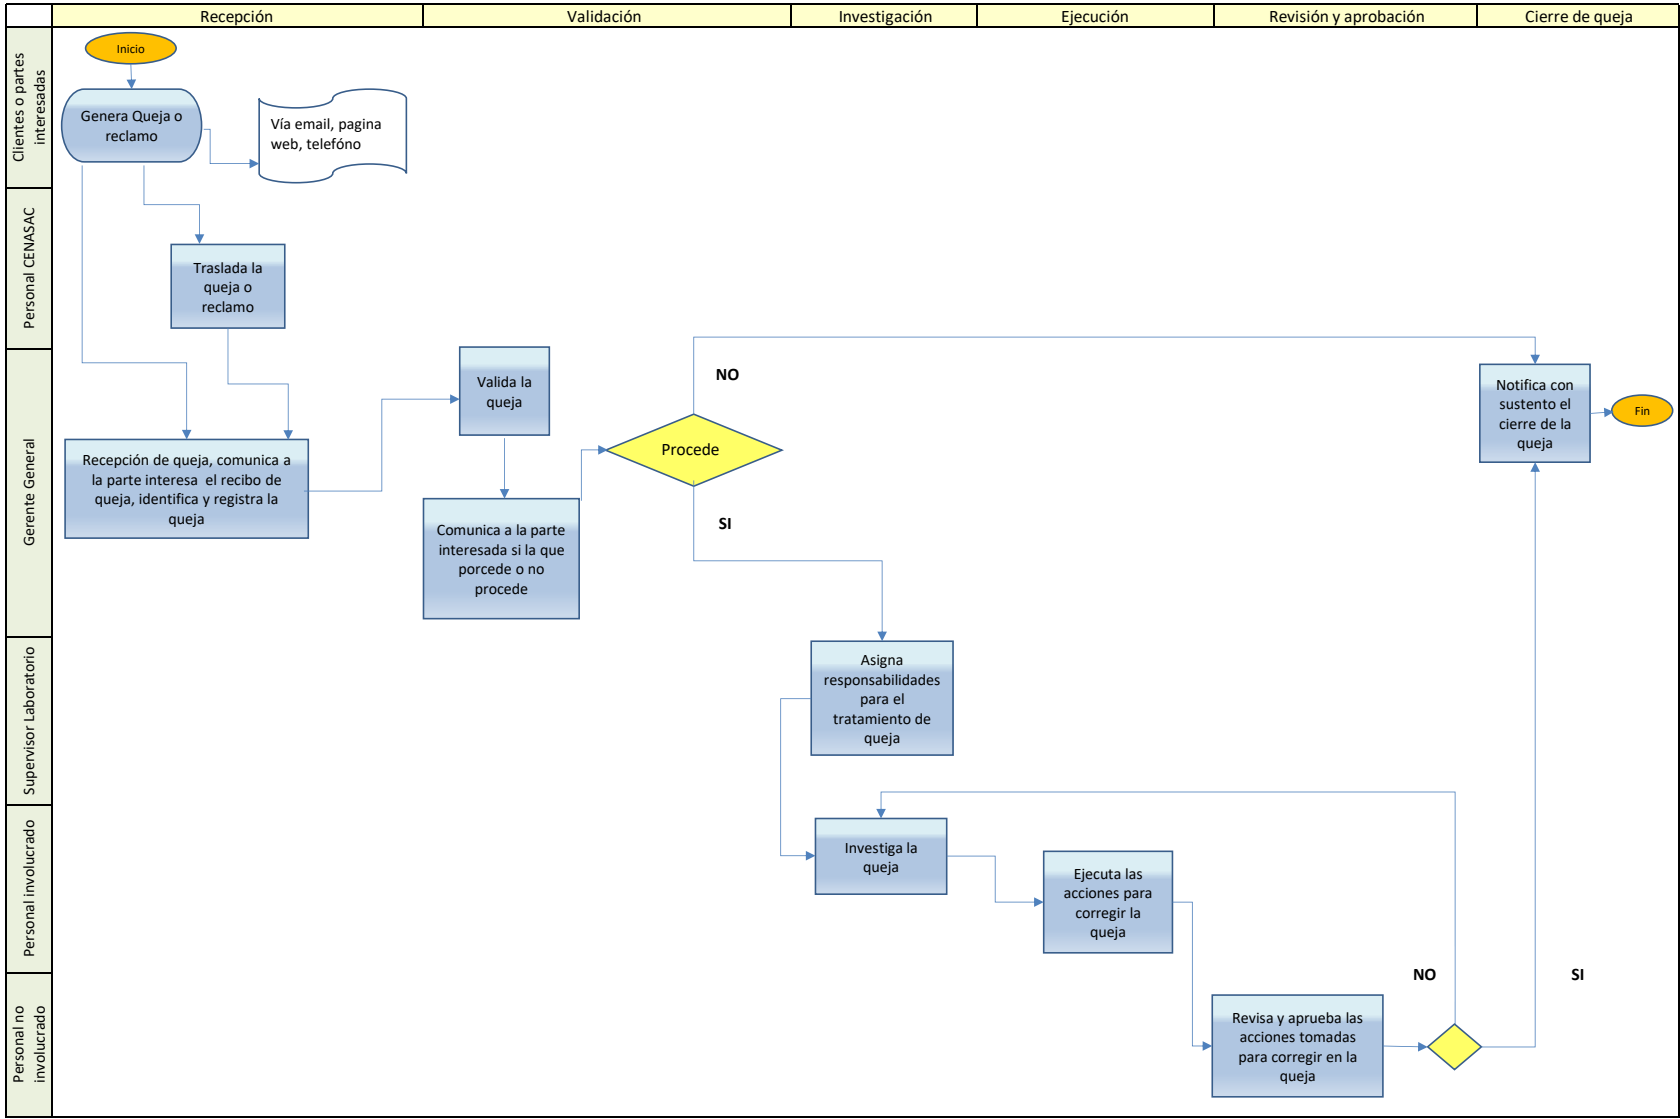 Recepción
Validación
Investigación
Ejecución
Revisión y aprobación
Cierre de queja
Clientes o partes
interesadas
Inicio
Genera Queja o
reclamo
Vía email, pagina
web, telefóno
Personal CENASAC
Traslada la
queja o
reclamo
Gerente General
Recepción de queja, comunica a
la parte interesa el recibo de
queja, identifica y registra la
queja
Valida la
queja
Comunica a la parte
interesada si la que
porcede o no
procede
Procede
NO
SI
Notifica con
sustento el
cierre de la
queja
Fin
Supervisor Laboratorio
Asigna
responsabilidades
para el
tratamiento de
queja
Personal involucrado
Investiga la
queja
Ejecuta las
acciones para
corregir la
queja
Personal no
involucrado
Revisa y aprueba las
acciones tomadas
para corregir en la
queja
NO
SI